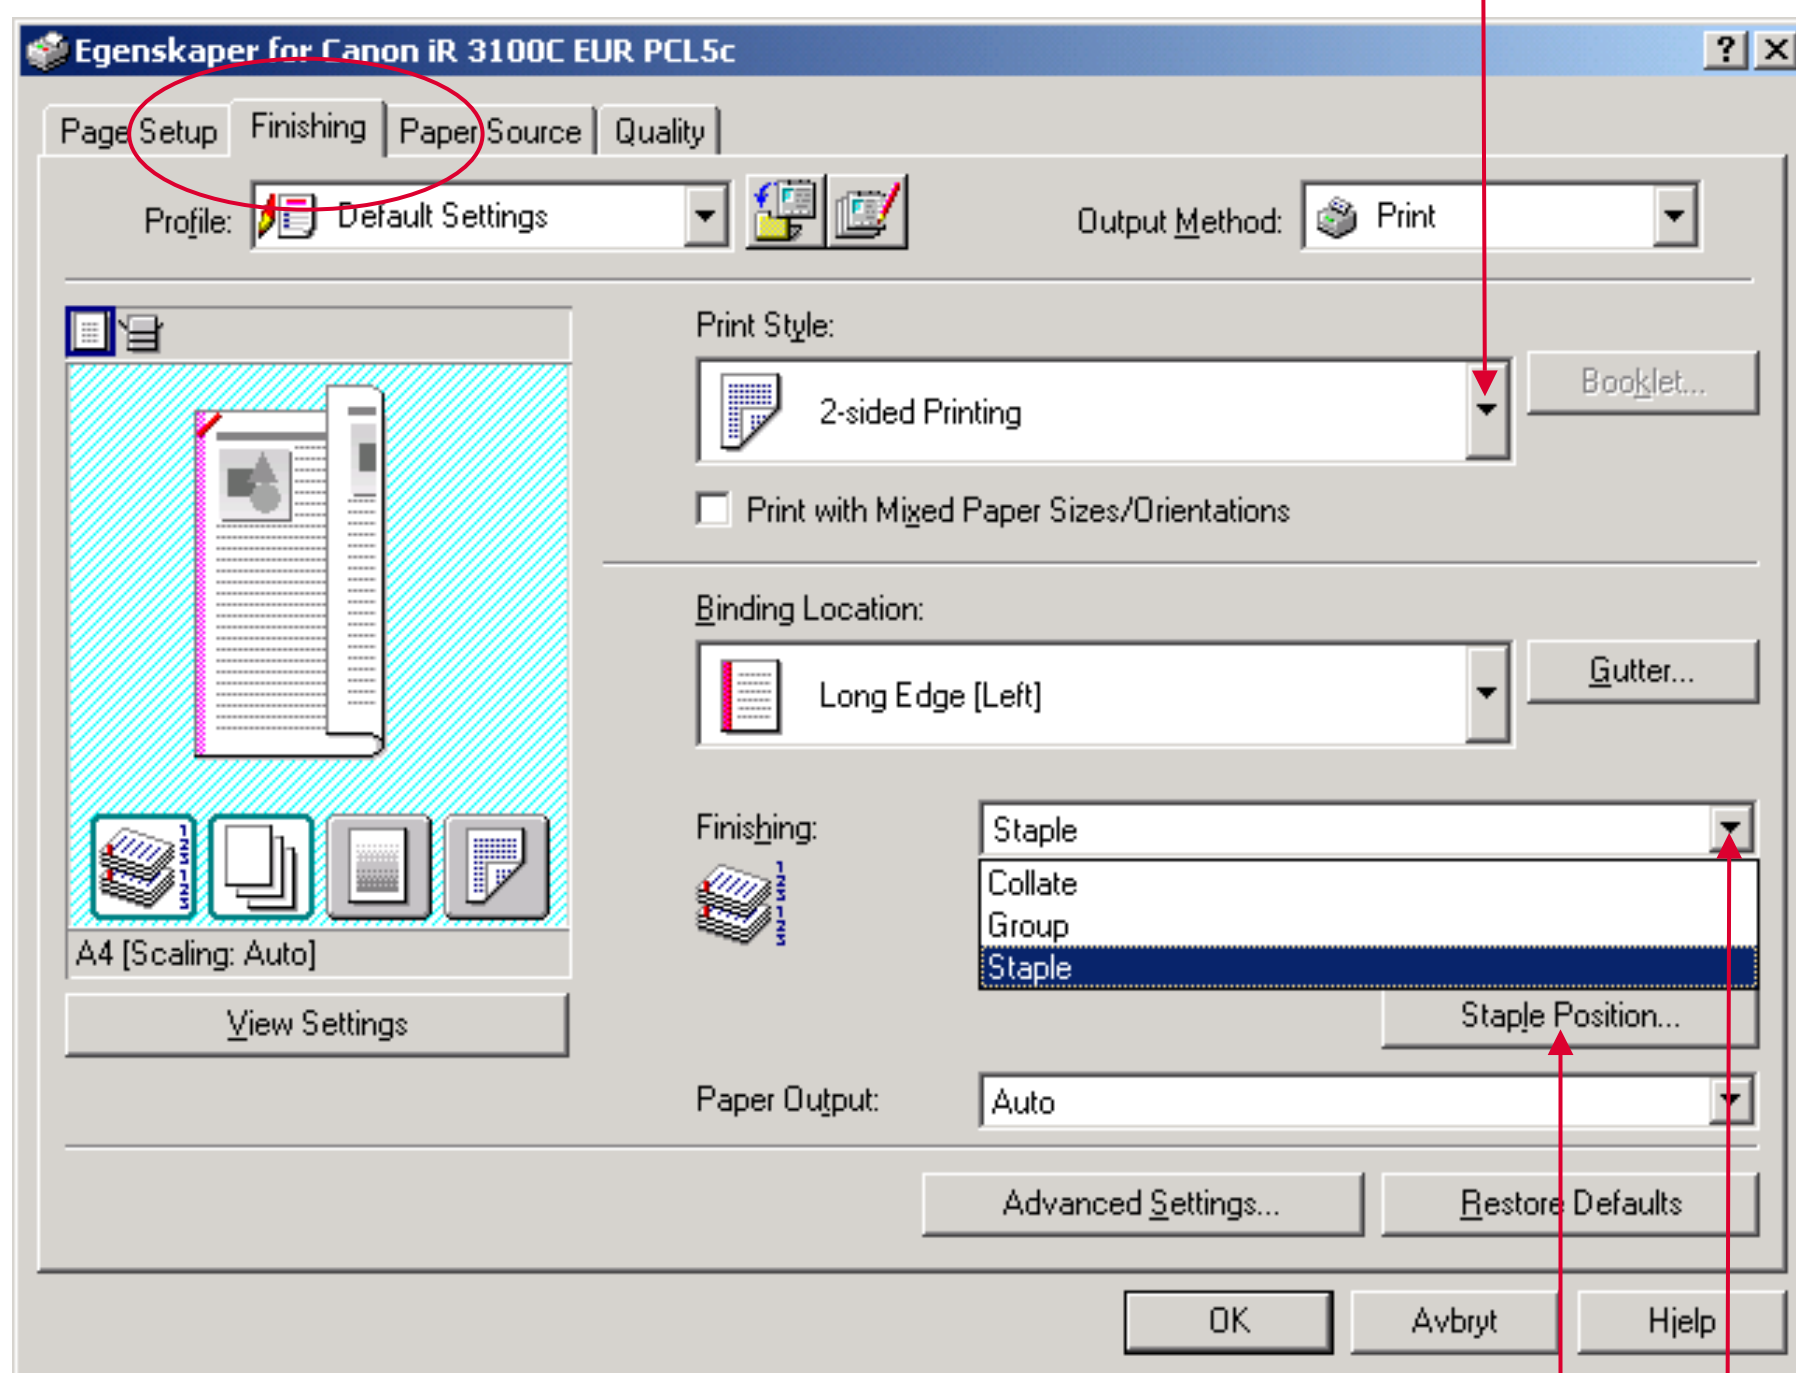 Egenskaper for Canon iR 3100C EUR PCL5c
Page Setup Finishing Paper Source Quality
Profile: Default Settings Output Method: Print
Print Style:
2-sided Printing Booklet...
Print with Mixed Paper Sizes/Orientations
Binding Location:
Long Edge [Left] Gutter...
Finishing: Staple
Collate
Group
Staple
A4 [Scaling: Auto]
View Settings Staple Position...
Paper Output: Auto
Advanced Settings... Restore Defaults
OK Avbryt Hjelp